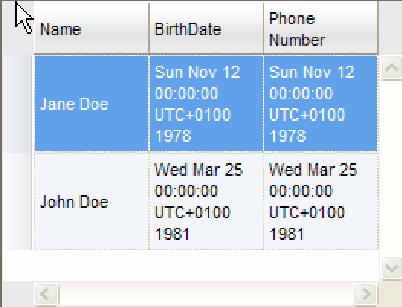 Name BirthDate Phone
Number
Jane Doe Sun Nov 12 Sun Nov 12
00:00:00 00:00:00
UTC+0100 UTC+0100
1978 1978
John Doe Wed Mar 25 Wed Mar 25
00:00:00 00:00:00
UTC+0100 UTC+0100
1981 1981